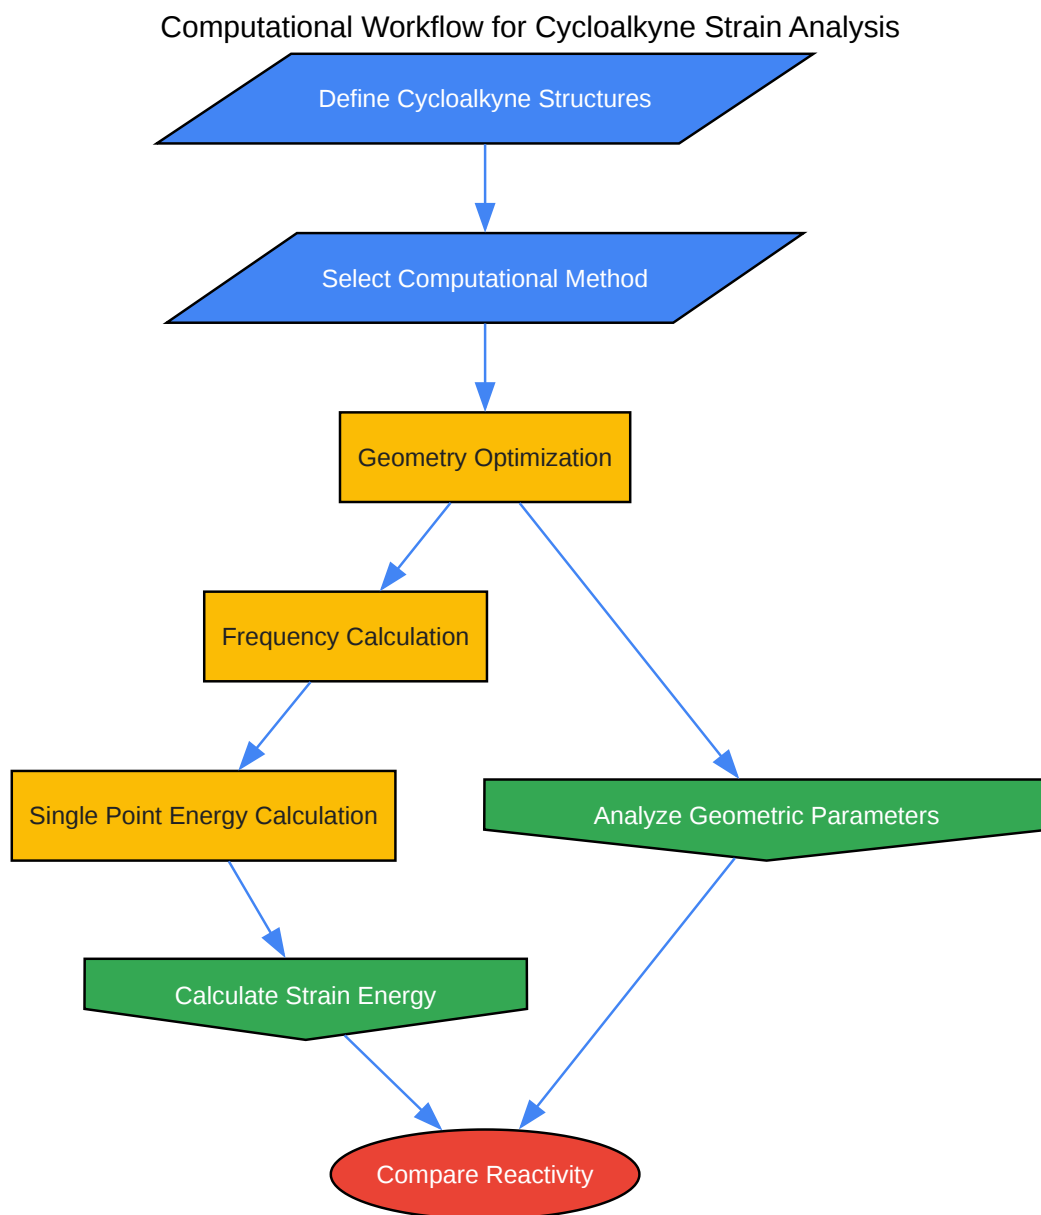 Computational Workflow for Cycloalkyne Strain Analysis
Define Cycloalkyne Structures
Select Computational Method
Geometry Optimization
Frequency Calculation
Single Point Energy Calculation
Analyze Geometric Parameters
Calculate Strain Energy
Compare Reactivity